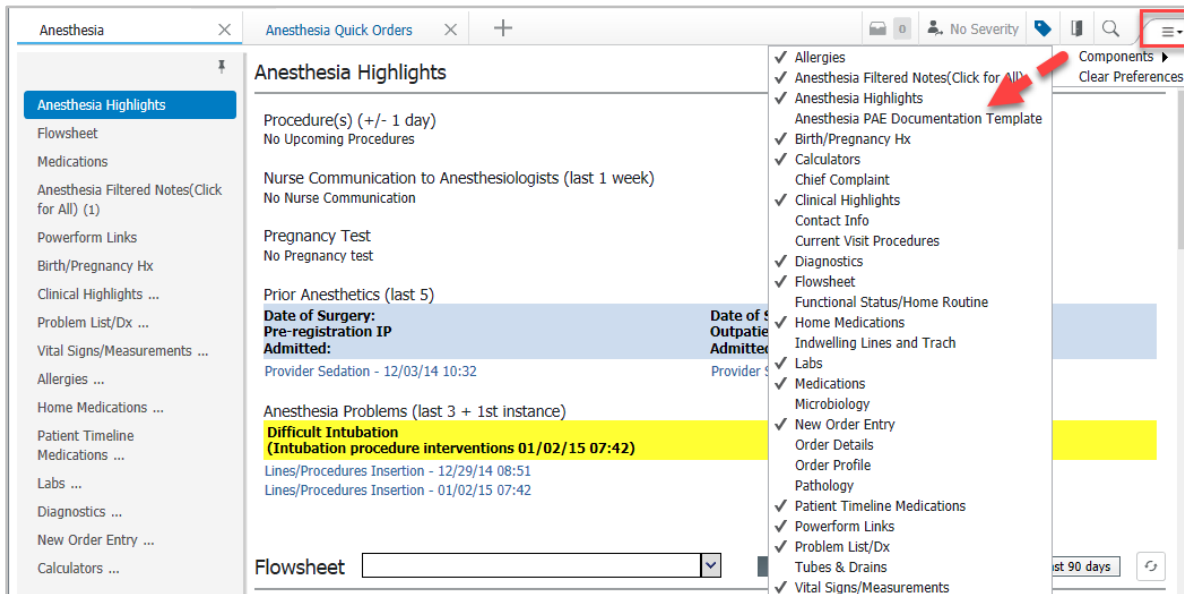 Anesthesia
Anesthesia Quick Orders
0
No Severity
Anesthesia Highlights
Flowsheet
Medications
Anesthesia Filtered Notes(Click
for All) (1)
Powerform Links
Birth/Pregnancy Hx
Clinical Highlights ...
Problem List/Dx ...
Vital Signs/Measurements ...
Allergies ...
Home Medications ...
Patient Timeline
Medications ...
Labs ...
Diagnostics ...
New Order Entry ...
Calculators ...
Anesthesia Highlights
Procedure(s) (+/- 1 day)
No Upcoming Procedures
Nurse Communication to Anesthesiologists (last 1 week)
No Nurse Communication
Pregnancy Test
No Pregnancy test
Prior Anesthetics (last 5)
Date of Surgery:
Pre-registration IP
Admitted:
Provider Sedation - 12/03/14 10:32
Date of S
Outpatie
Admitted
Provider S
Anesthesia Problems (last 3 + 1st instance)
Difficult Intubation
(Intubation procedure interventions 01/02/15 07:42)
Lines/Procedures Insertion - 12/29/14 08:51
Lines/Procedures Insertion - 01/02/15 07:42
Flowsheet
st 90 days
Allergies
Anesthesia Filtered Notes(Click for All)
Anesthesia Highlights
Anesthesia PAE Documentation Template
Birth/Pregnancy Hx
Calculators
Chief Complaint
Clinical Highlights
Contact Info
Current Visit Procedures
Diagnostics
Flowsheet
Functional Status/Home Routine
Home Medications
Indwelling Lines and Trach
Labs
Medications
Microbiology
New Order Entry
Order Details
Order Profile
Pathology
Patient Timeline Medications
Powerform Links
Problem List/Dx
Tubes & Drains
Vital Signs/Measurements
Components
Clear Preferences